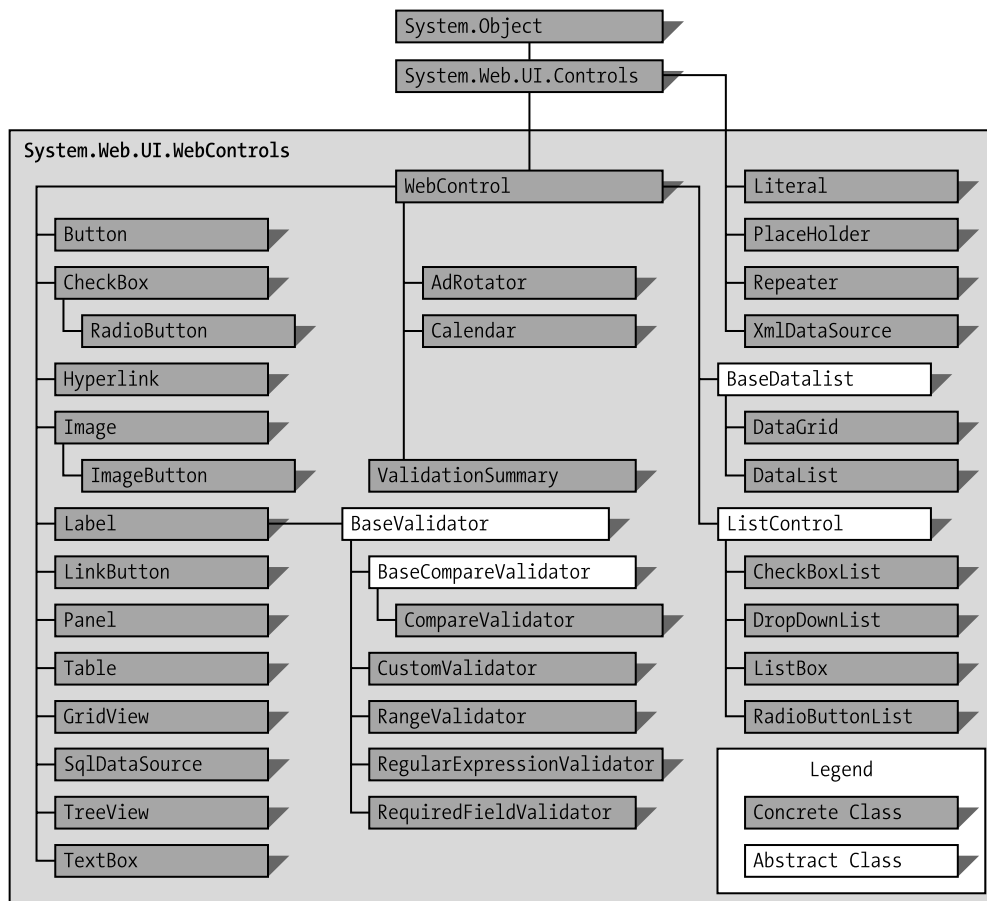 System.Object
System.Web.UI.Controls
System.Web.UI.WebControls
WebControl
Button
CheckBox
RadioButton
Hyperlink
Image
ImageButton
Label
LinkButton
Panel
Table
GridView
SqlDataSource
TreeView
TextBox
AdRotator
Calendar
ValidationSummary
BaseValidator
BaseCompareValidator
CompareValidator
CustomValidator
RangeValidator
RegularExpressionValidator
RequiredFieldValidator
Literal
PlaceHolder
Repeater
XmlDataSource
BaseDatalist
DataGrid
DataList
ListControl
CheckBoxList
DropDownList
ListBox
RadioButtonList
Legend
Concrete Class
Abstract Class